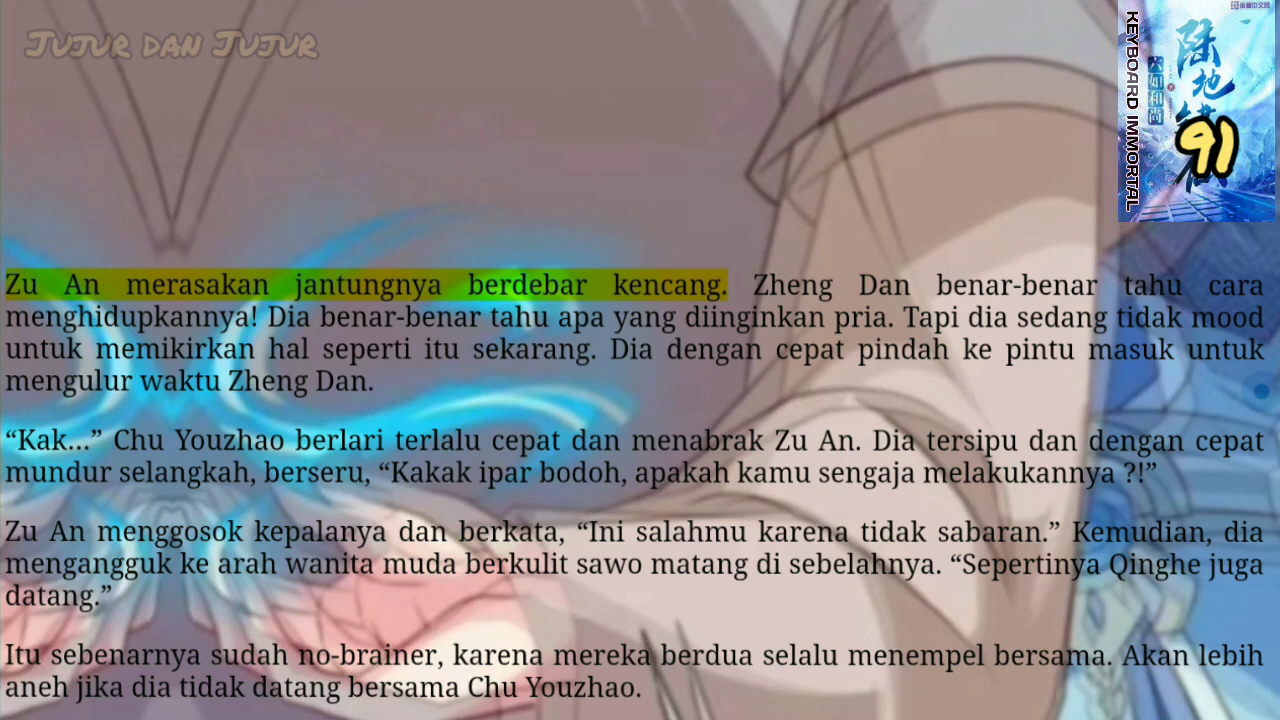 Jujur dan Jujur
KEYBOARD IMMORTAL
陆地
六如和尚
91
Zu An merasakan jantungnya berdebar kencang. Zheng Dan benar-benar tahu cara
menghidupkannya! Dia benar-benar tahu apa yang diinginkan pria. Tapi dia sedang tidak mood
untuk memikirkan hal seperti itu sekarang. Dia dengan cepat pindah ke pintu masuk untuk
mengulur waktu Zheng Dan.
“Kak…” Chu Youzhao berlari terlalu cepat dan menabrak Zu An. Dia tersipu dan dengan cepat
mundur selangkah, berseru, “Kakak ipar bodoh, apakah kamu sengaja melakukannya ?!”
Zu An menggosok kepalanya dan berkata, “Ini salahmu karena tidak sabaran.” Kemudian, dia
mengangguk ke arah wanita muda berkulit sawo matang di sebelahnya. “Sepertinya Qinghe juga
datang.”
Itu sebenarnya sudah no-brainer, karena mereka berdua selalu menempel bersama. Akan lebih
aneh jika dia tidak datang bersama Chu Youzhao.